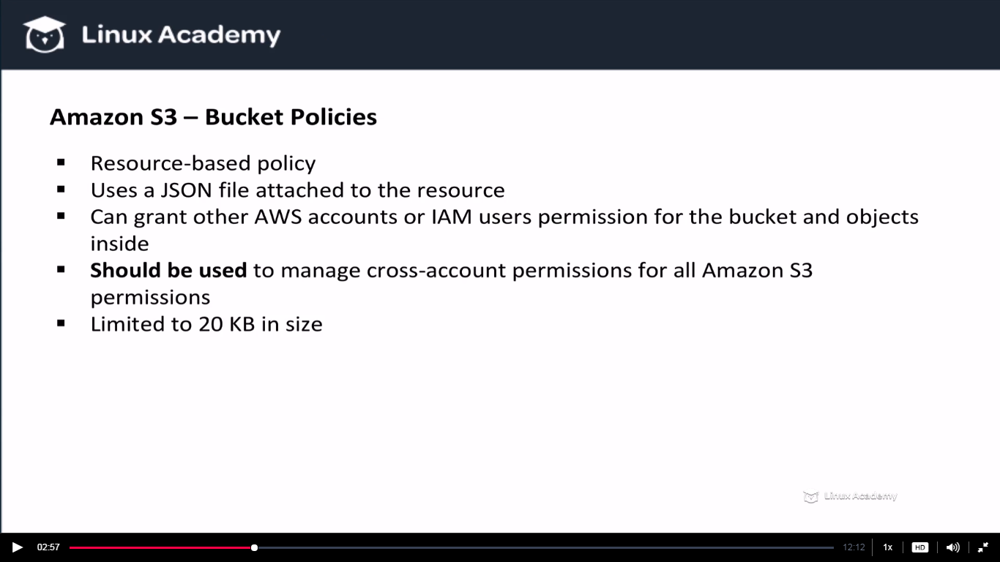 Linux Academy
Amazon S3 – Bucket Policies
▪ Resource-based policy
▪ Uses a JSON file attached to the resource
▪ Can grant other AWS accounts or IAM users permission for the bucket and objects
inside
▪ Should be used to manage cross-account permissions for all Amazon S3
permissions
▪ Limited to 20 KB in size
Linux Academy
02:57 12:12 1x HD